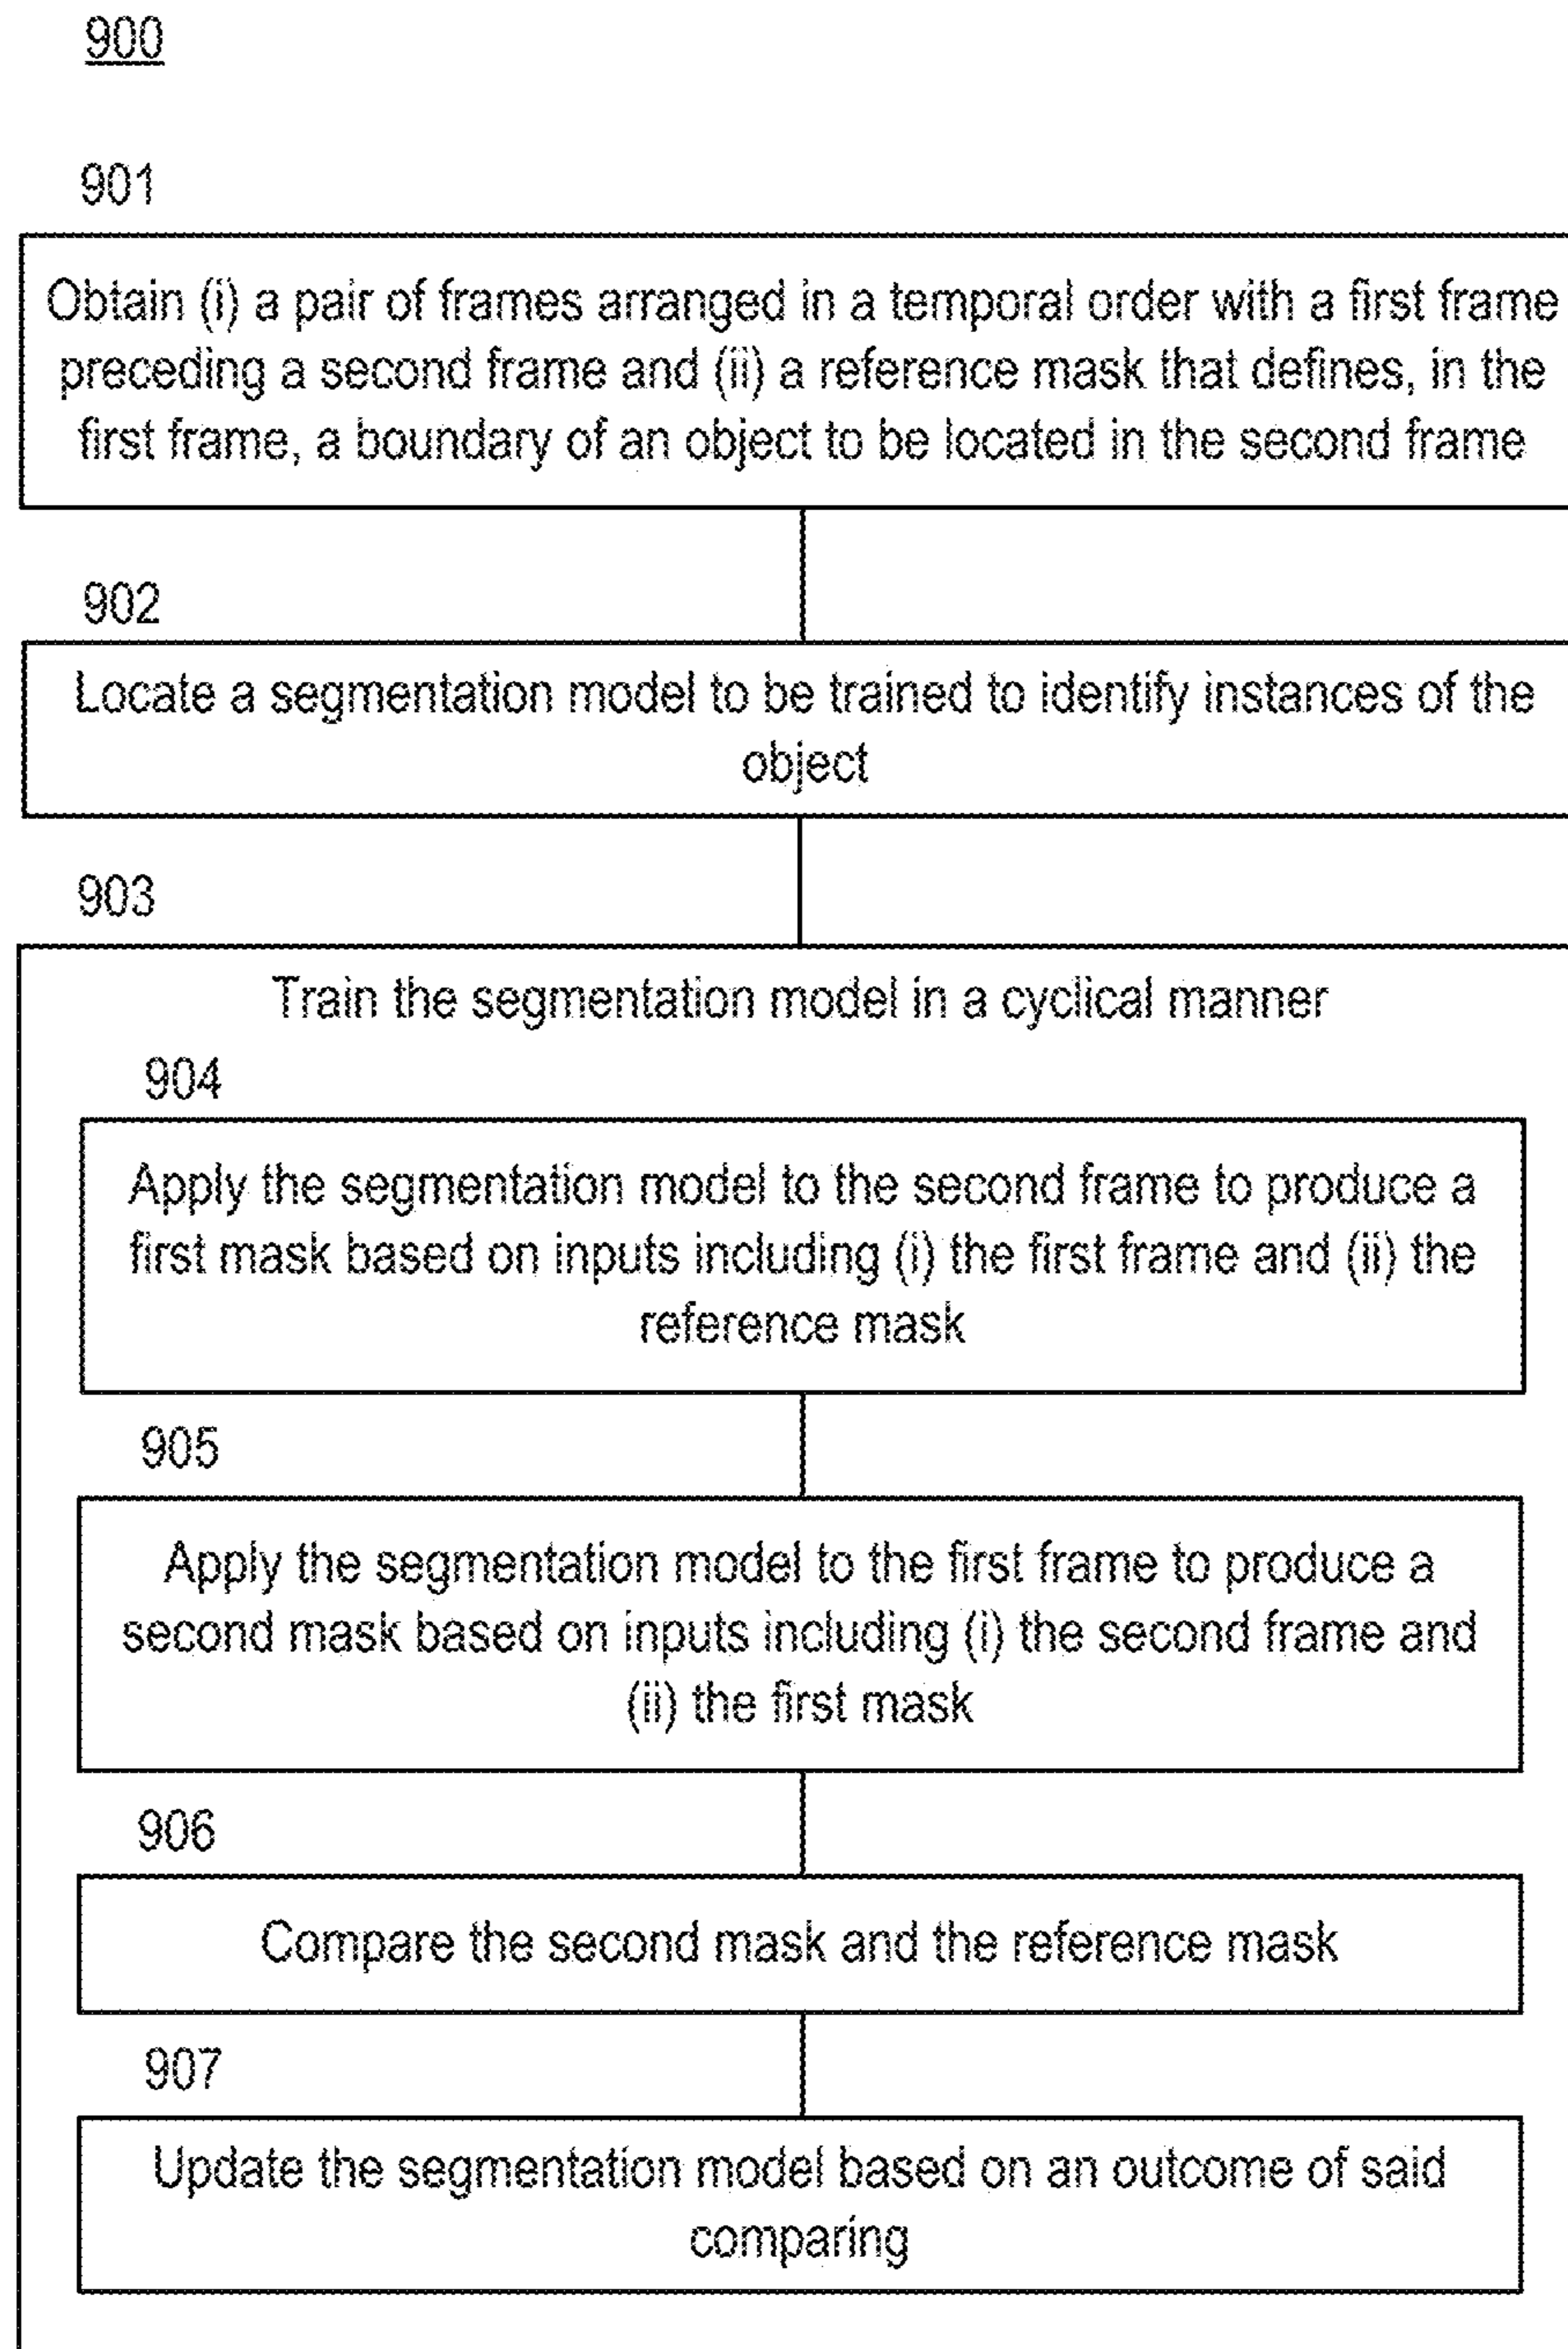 900
901
Obtain (i) a pair of frames arranged in a temporal order with a first frame
preceding a second frame and (ii) a reference mask that defines, in the
first frame, a boundary of an object to be located in the second frame
902
Locate a segmentation model to be trained to identify instances of the
object
903
Train the segmentation model in a cyclical manner
904
Apply the segmentation model to the second frame to produce a
first mask based on inputs including (i) the first frame and (ii) the
reference mask
905
Apply the segmentation model to the first frame to produce a
second mask based on inputs including (i) the second frame and
(ii) the first mask
906
Compare the second mask and the reference mask
907
Update the segmentation model based on an outcome of said
comparing